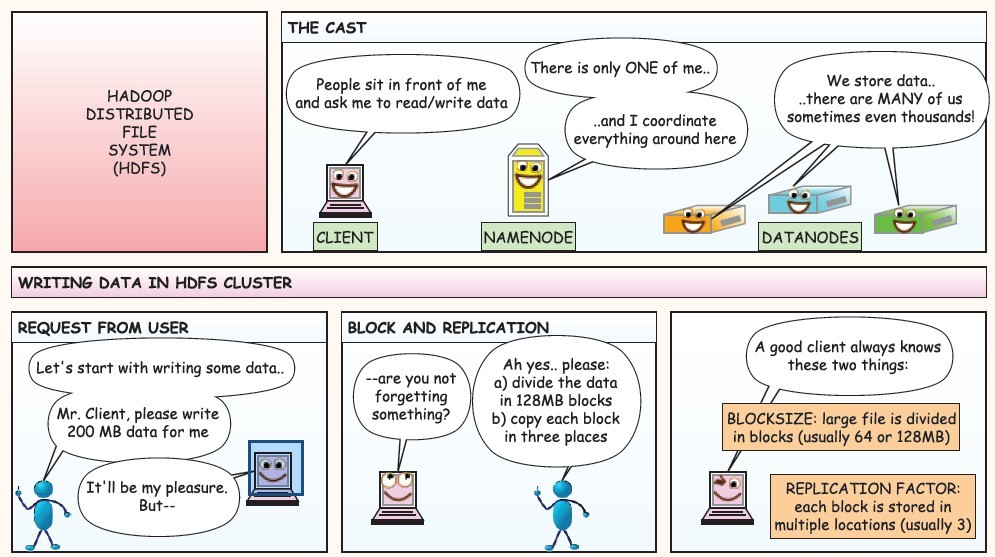 HADOOP
DISTRIBUTED
FILE
SYSTEM
(HDFS)
THE CAST
People sit in front of me
and ask me to read/write data
There is only ONE of me..
..and I coordinate
everything around here
We store data..
..there are MANY of us
sometimes even thousands!
CLIENT
NAMENODE
DATANODES
WRITING DATA IN HDFS CLUSTER
REQUEST FROM USER
Let's start with writing some data..
Mr. Client, please write
200 MB data for me
It'll be my pleasure.
But--
BLOCK AND REPLICATION
--are you not
forgetting
something?
Ah yes.. please:
a) divide the data
in 128MB blocks
b) copy each block
in three places
A good client always knows
these two things:
BLOCKSIZE: large file is divided
in blocks (usually 64 or 128MB)
REPLICATION FACTOR:
each block is stored in
multiple locations (usually 3)